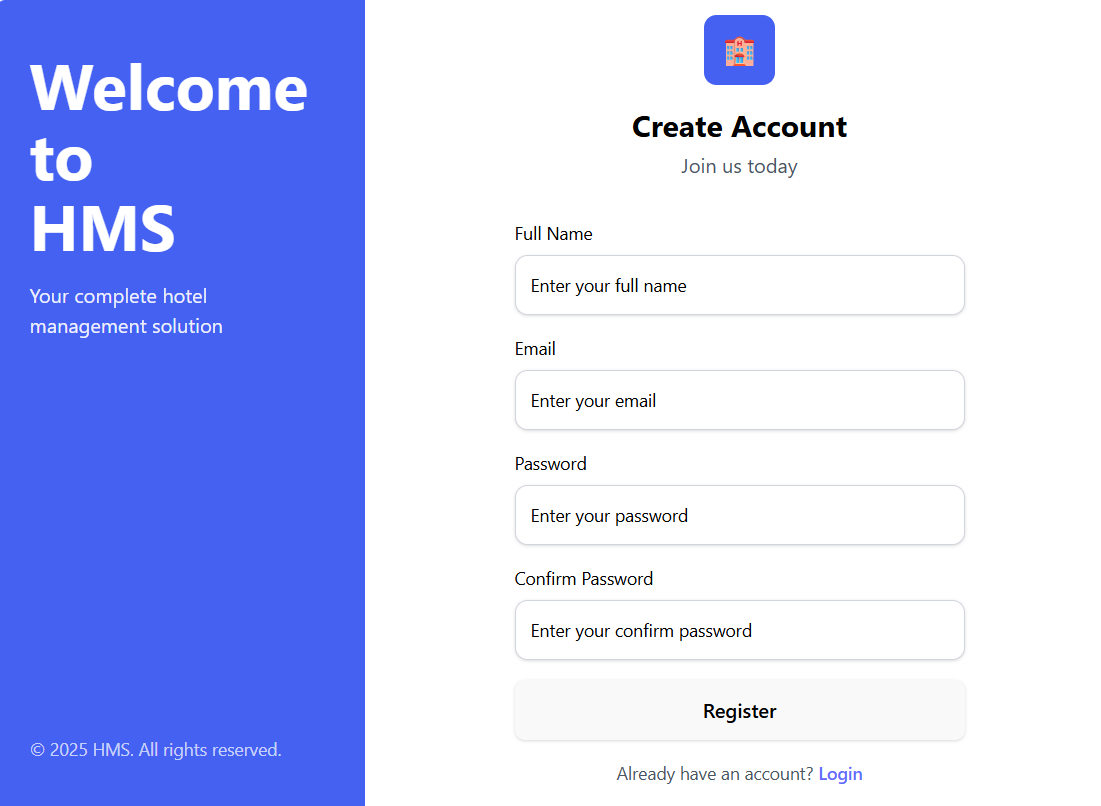 Welcome
to
HMS
Your complete hotel
management solution
© 2025 HMS. All rights reserved.
Create Account
Join us today
Full Name
Enter your full name
Email
Enter your email
Password
Enter your password
Confirm Password
Enter your confirm password
Register
Already have an account? Login